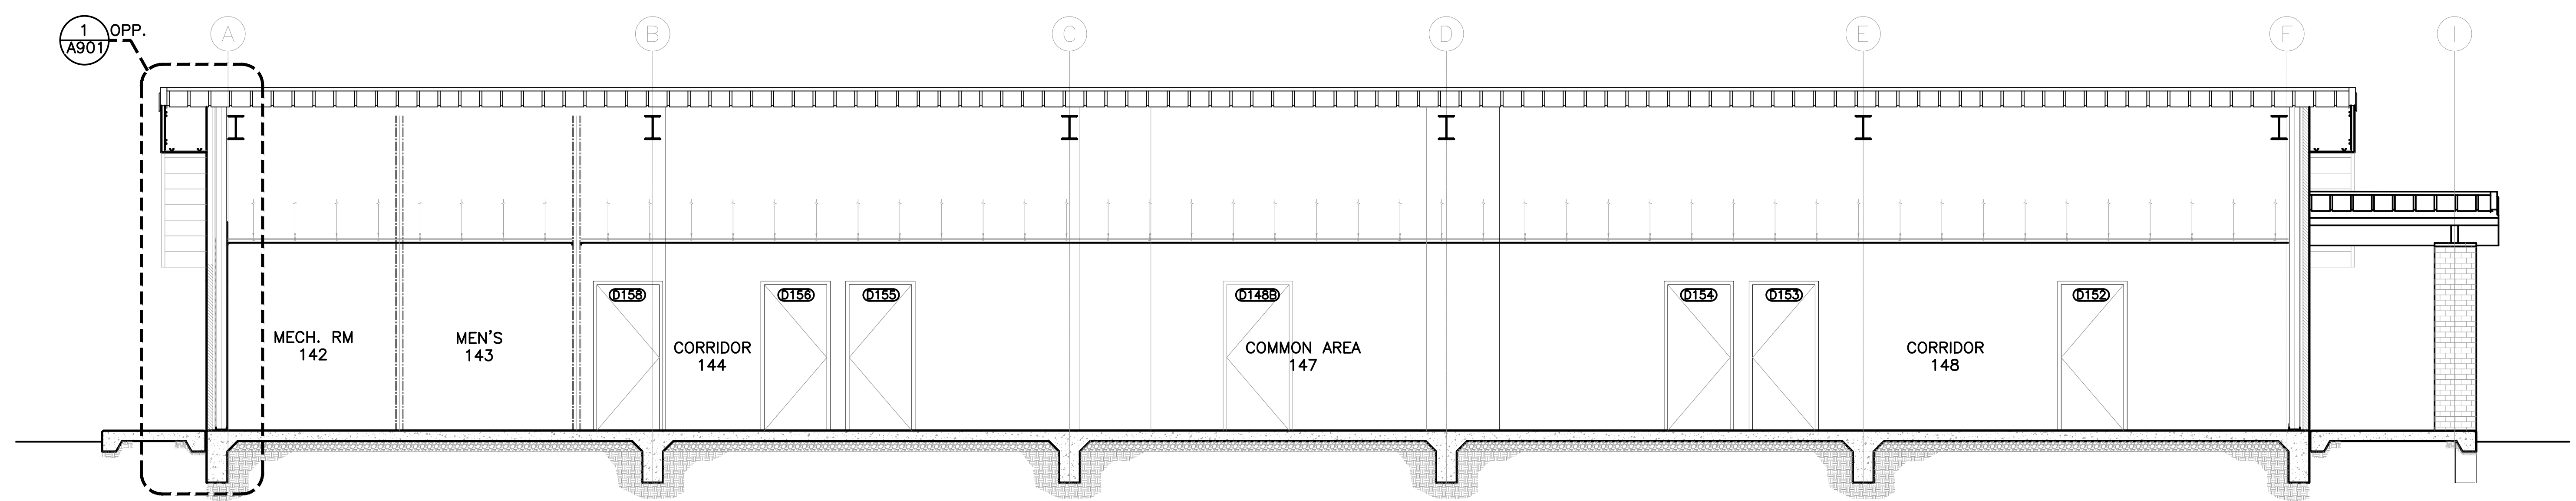 1 OPP.
A901
A
B
C
D
E
F
I
D158
D156
D155
D148B
D154
D153
D152
MECH. RM
142
MEN'S
143
CORRIDOR
144
COMMON AREA
147
CORRIDOR
148